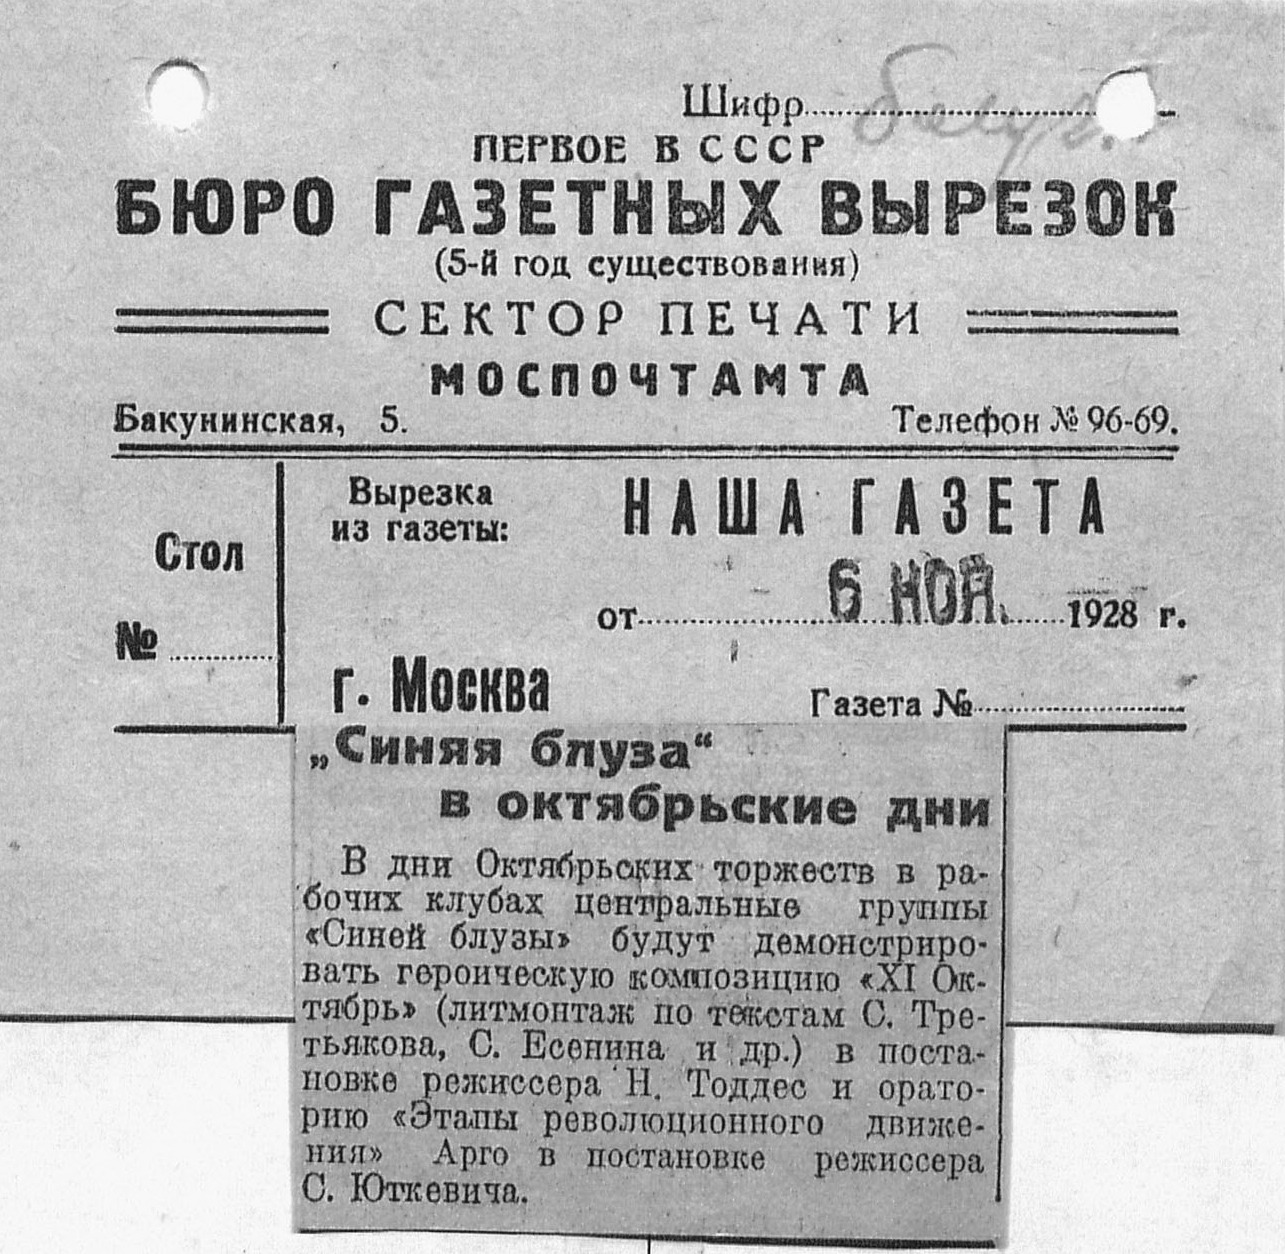 Шифр
ПЕРВОЕ В СССР
БЮРО ГАЗЕТНЫХ ВЫРЕЗОК
(5-й год существования)
СЕКТОР ПЕЧАТИ
МОСПОЧТАМТА
Бакунинская, 5. Телефон № 96-69.
Вырезка
из газеты:
НАША ГАЗЕТА
Стол
№
от 6 НОЯ. 1928 г.
г. Москва
Газета №
„Синяя блуза“
в октябрьские дни
В дни Октябрьских торжеств в ра-
бочих клубах центральные группы
«Синей блузы» будут демонстриро-
вать героическую композицию «XI Ок-
тябрь» (литмонтаж по текстам С. Тре-
тьякова, С. Есенина и др.) в поста-
новке режиссера Н. Тоддес и орато-
рию «Этапы революционного движе-
ния» Арго в постановке режиссера
С. Юткевича.